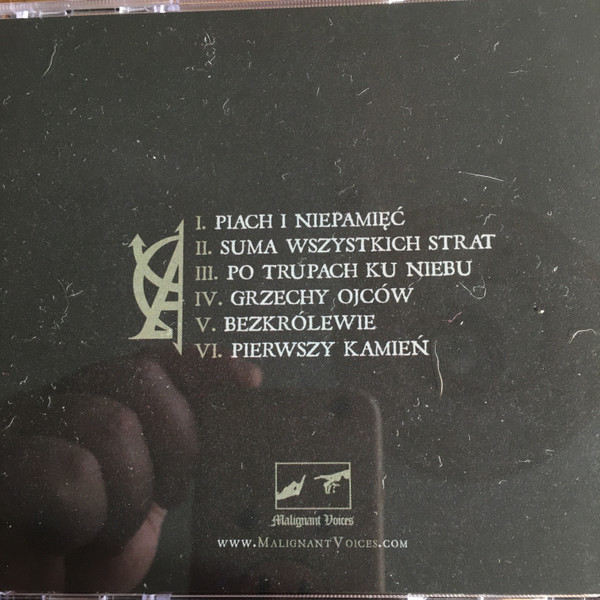 I. PIACH I NIEPAMIĘĆ
II. SUMA WSZYSTKICH STRAT
III. PO TRUPACH KU NIEBU
IV. GRZECHY OJCÓW
V. BEZKRÓLEWIE
VI. PIERWSZY KAMIEŃ
Malignant Voices
WWW.MALIGNANTVOICES.COM